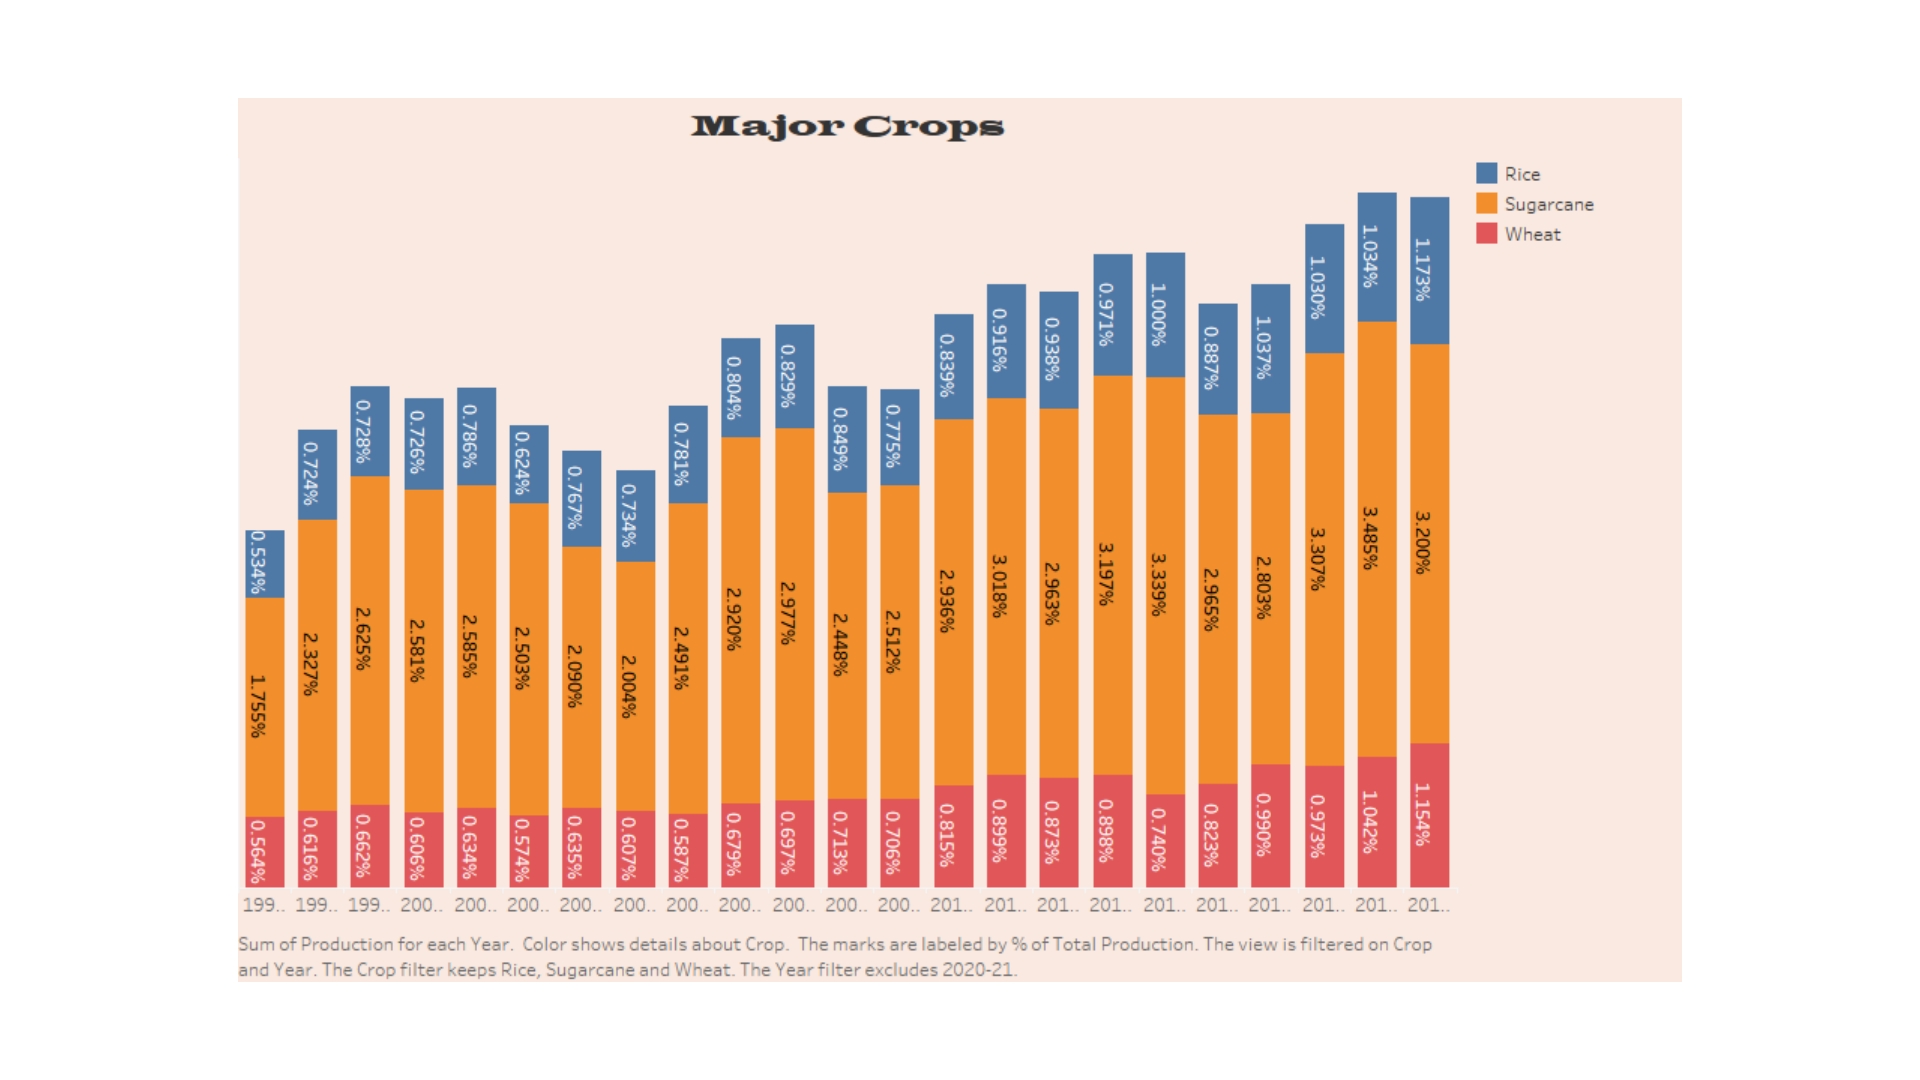 Major Crops
Rice
Sugarcane
Wheat
0.534% 0.724% 0.728% 0.726% 0.786% 0.624% 0.767% 0.734% 0.781% 0.804% 0.829% 0.849% 0.775% 0.839% 0.916% 0.938% 0.971% 1.000% 0.887% 1.037% 1.030% 1.034% 1.173%
1.755% 2.327% 2.625% 2.581% 2.585% 2.503% 2.090% 2.004% 2.491% 2.920% 2.977% 2.448% 2.512% 2.936% 3.018% 2.963% 3.197% 3.339% 2.965% 2.803% 3.307% 3.485% 3.200%
0.564% 0.616% 0.662% 0.606% 0.634% 0.574% 0.635% 0.607% 0.587% 0.679% 0.697% 0.713% 0.706% 0.815% 0.899% 0.873% 0.898% 0.740% 0.823% 0.990% 0.973% 1.042% 1.154%
199.. 199.. 199.. 200.. 200.. 200.. 200.. 200.. 200.. 200.. 200.. 200.. 200.. 201.. 201.. 201.. 201.. 201.. 201.. 201.. 201.. 201.. 201..
Sum of Production for each Year. Color shows details about Crop. The marks are labeled by % of Total Production. The view is filtered on Crop
and Year. The Crop filter keeps Rice, Sugarcane and Wheat. The Year filter excludes 2020-21.